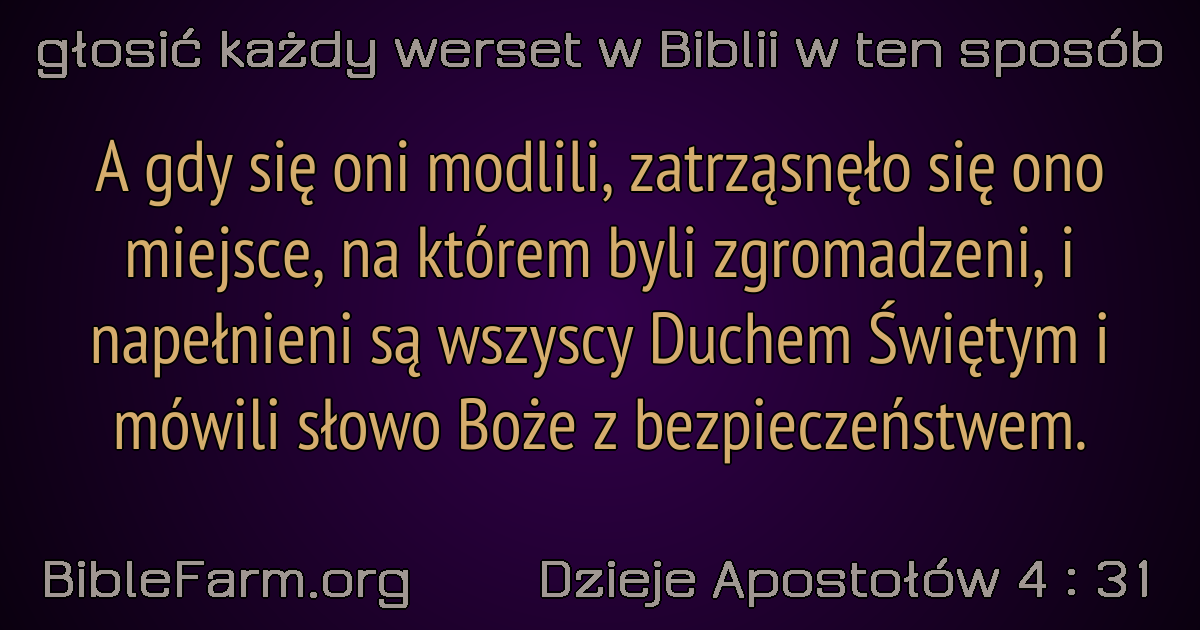 głosić każdy werset w Biblii w ten sposób
A gdy się oni modlili, zatrząsnęło się ono
miejsce, na którem byli zgromadzeni, i
napełnieni są wszyscy Duchem Świętym i
mówili słowo Boże z bezpieczeństwem.
BibleFarm.org
Dzieje Apostołów 4 : 31